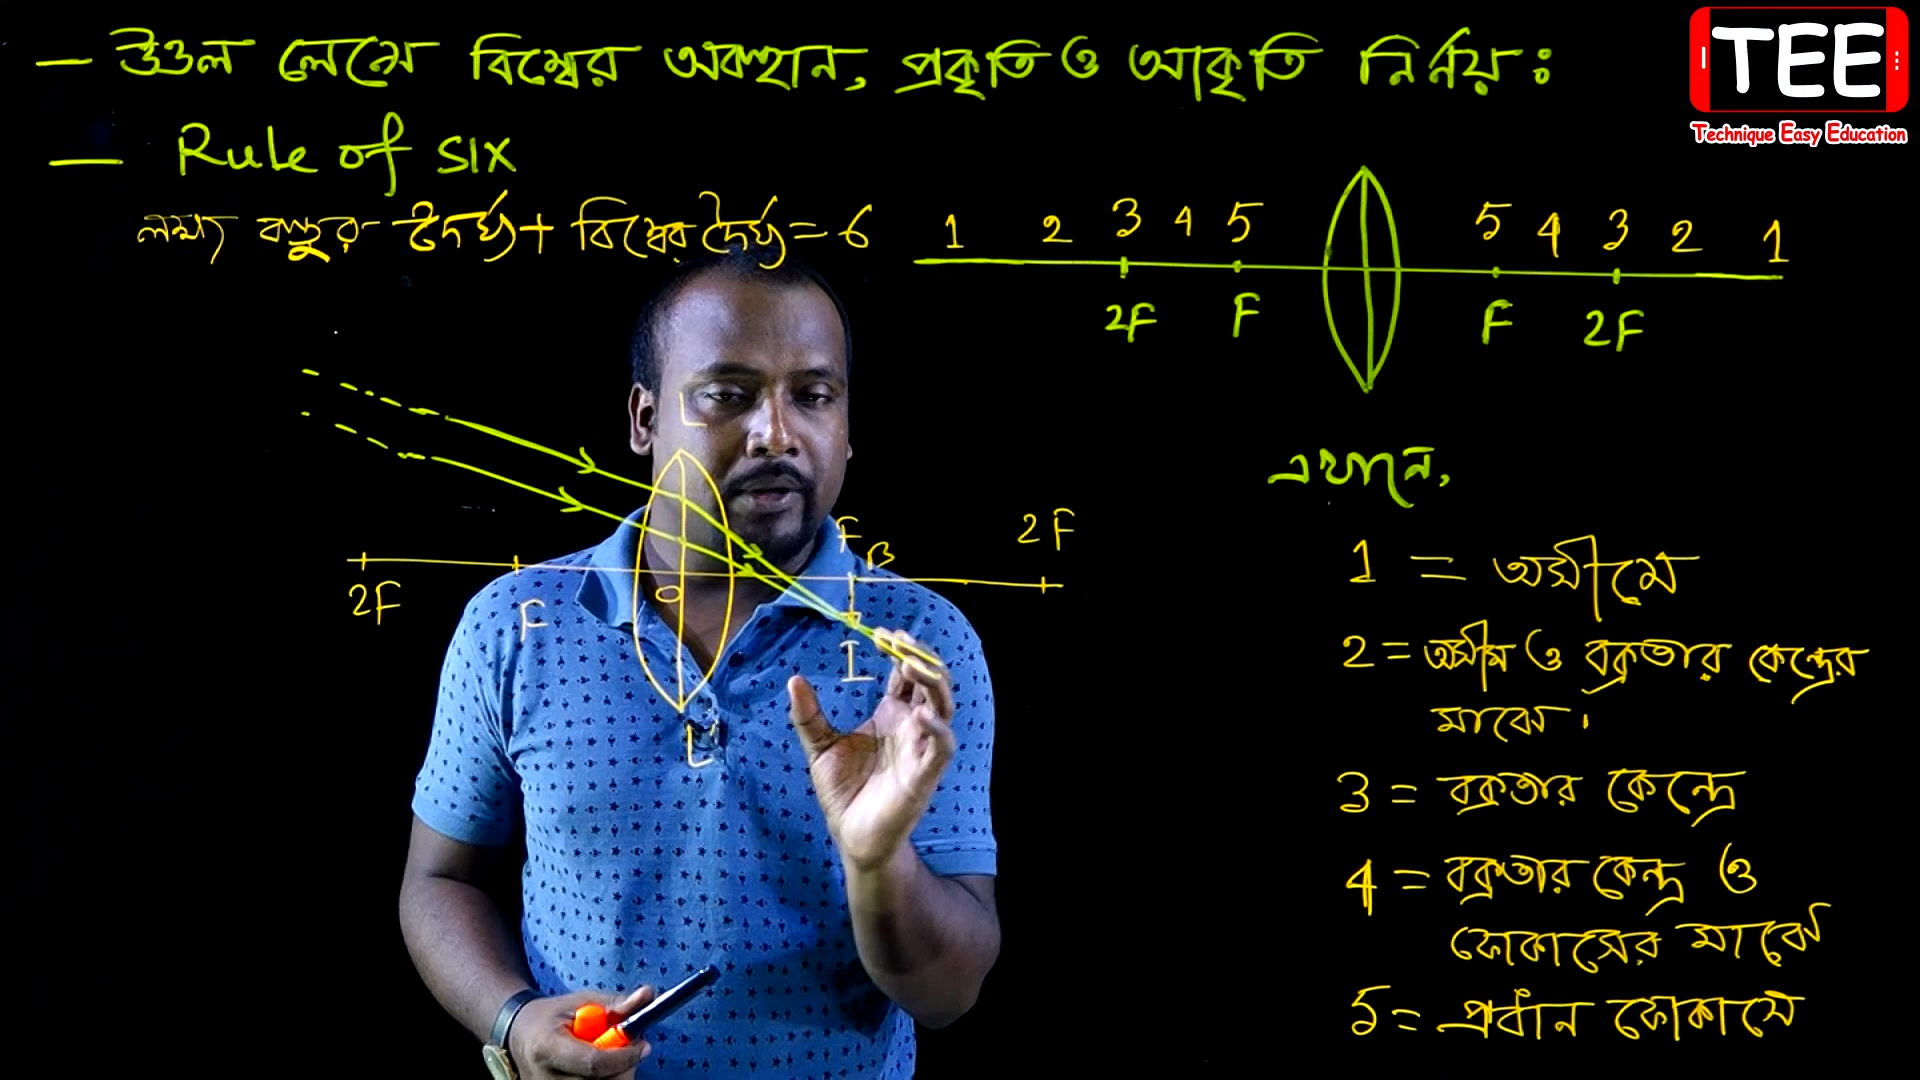 — উত্তল লেন্সে বিম্বের অবস্থান, প্রকৃতি ও আকৃতি নির্ণয় :
TEE
Technique Easy Education
— Rule of six
লক্ষ্য বস্তুর দৈর্ঘ্য + বিম্বের দৈর্ঘ্য = 6
1 2 3 4 5 5 4 3 2 1
2F F F 2F
L
F B 2F
2F F O
I
L'
এখানে,
1 = অসীমে
2 = অসীম ও বক্রতার কেন্দ্রের
মাঝে ।
3 = বক্রতার কেন্দ্রে
4 = বক্রতার কেন্দ্র ও
ফোকাসের মাঝে
5 = প্রধান ফোকাসে